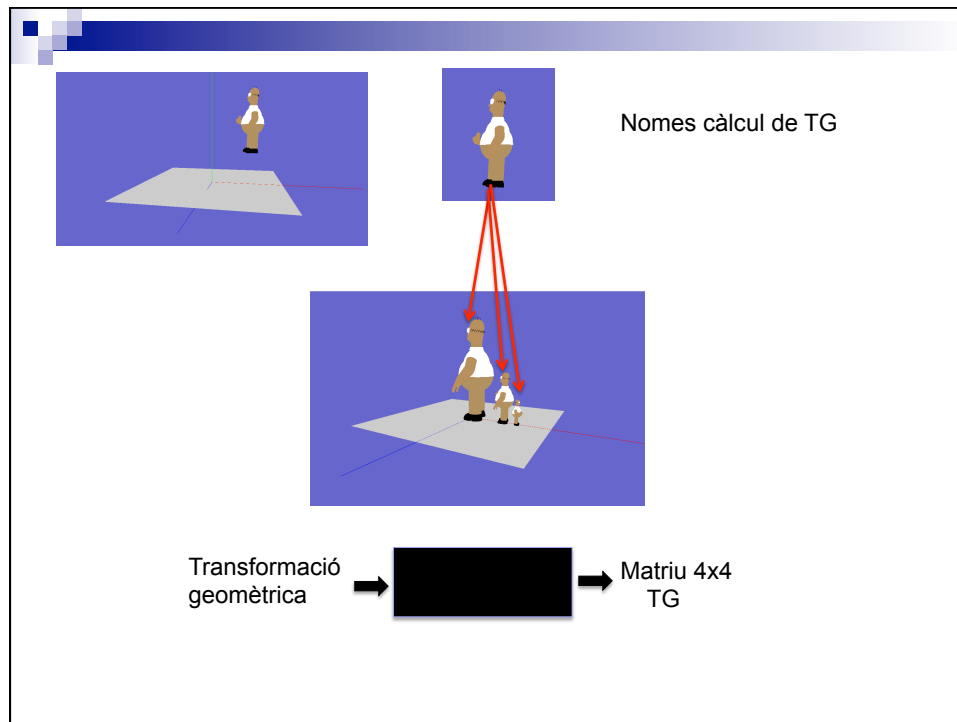 Nomes càlcul de TG
Transformació
geomètrica
Matriu 4x4
TG